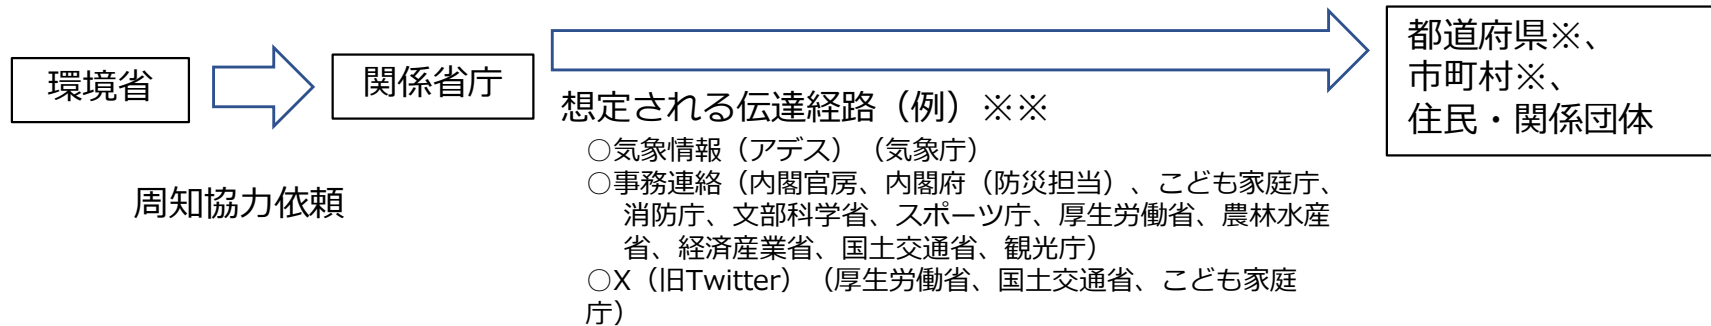 環境省
関係省庁
都道府県※、
市町村※、
住民・関係団体
周知協力依頼
想定される伝達経路（例）※※
○気象情報（アデス）（気象庁）
○事務連絡（内閣官房、内閣府（防災担当）、こども家庭庁、
消防庁、文部科学省、スポーツ庁、厚生労働省、農林水産
省、経済産業省、国土交通省、観光庁）
○X（旧Twitter）（厚生労働省、国土交通省、こども家庭
庁）